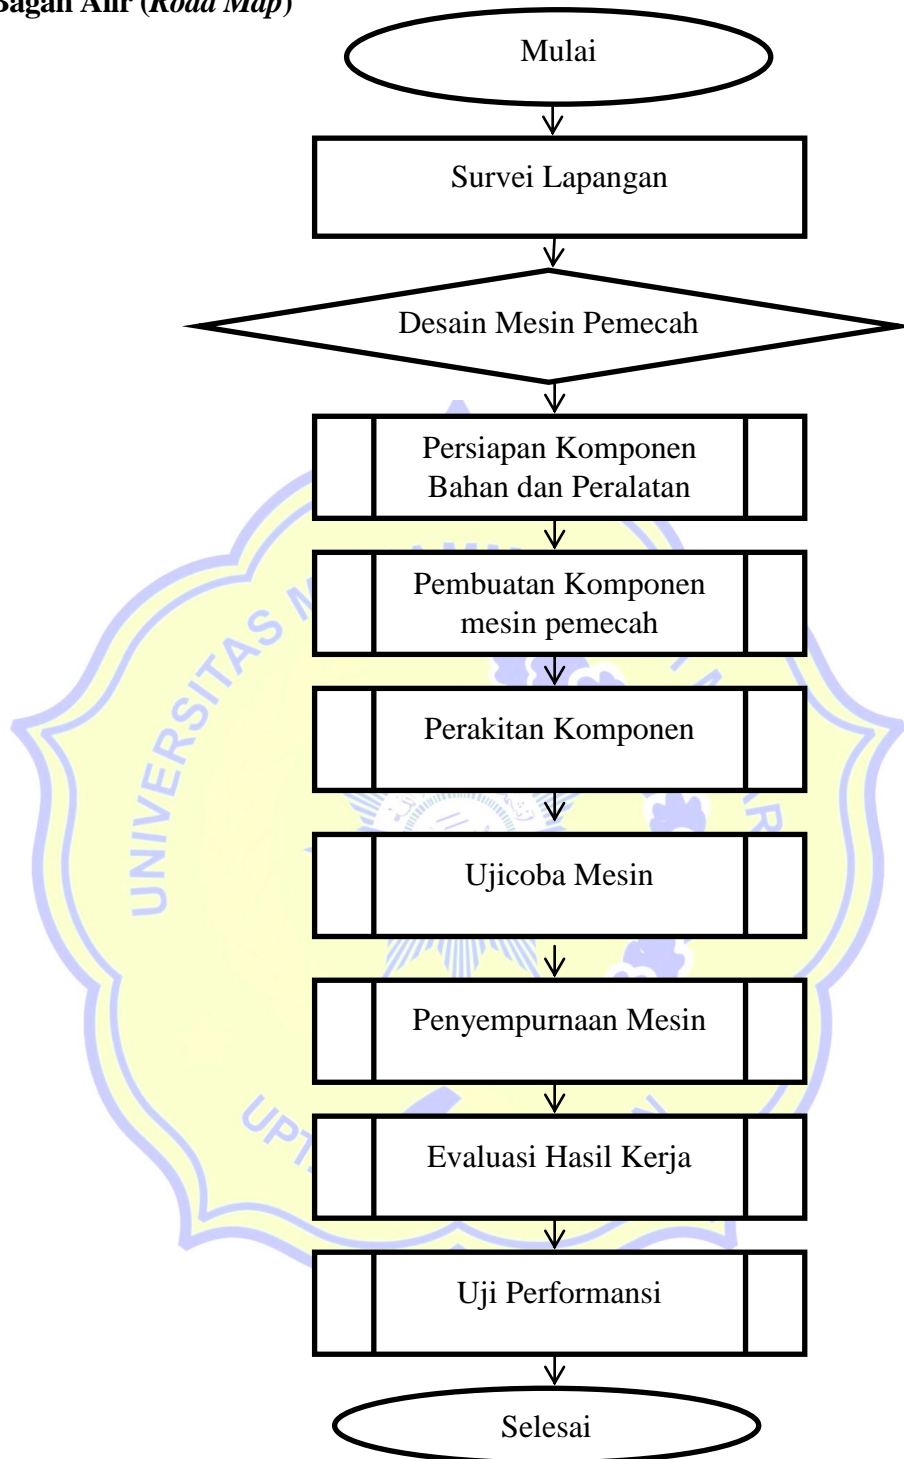 Bagan Alir (Road Map)
Mulai
Survei Lapangan
Desain Mesin Pemecah
Persiapan Komponen
Bahan dan Peralatan
Pembuatan Komponen
mesin pemecah
Perakitan Komponen
Ujicoba Mesin
Penyempurnaan Mesin
Evaluasi Hasil Kerja
Uji Performansi
Selesai
UNIVERSITAS